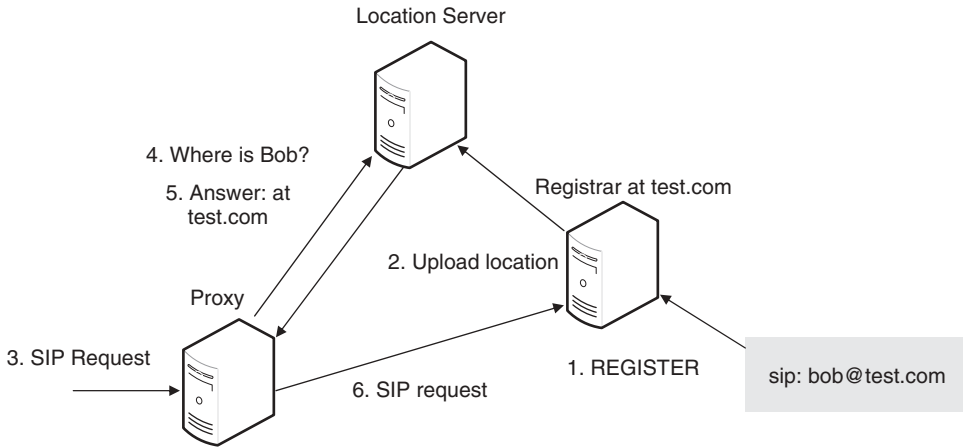 Location Server
4. Where is Bob?
5. Answer: at
test.com
Registrar at test.com
2. Upload location
Proxy
3. SIP Request
6. SIP request
1. REGISTER
sip: bob@test.com